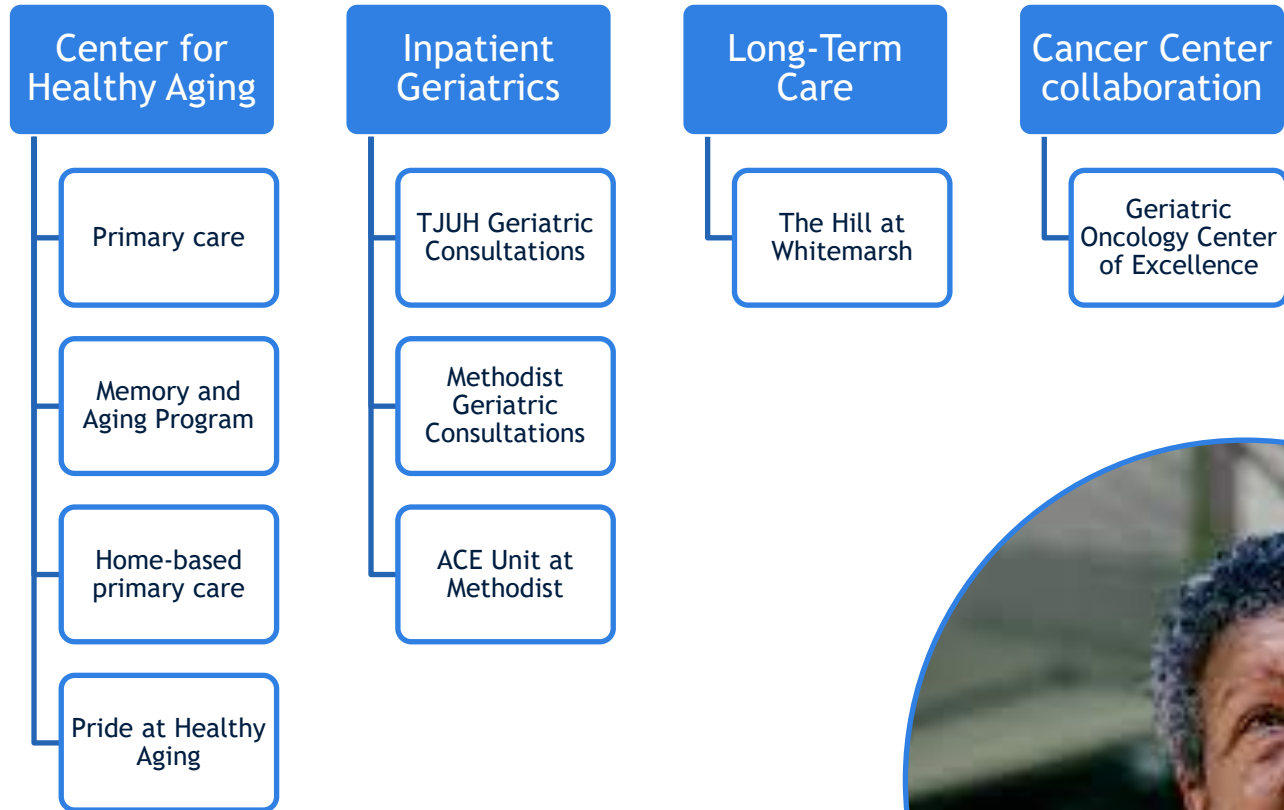 Center for
Healthy Aging
Primary care
Memory and
Aging Program
Home-based
primary care
Pride at Healthy
Aging
Inpatient
Geriatrics
TJUH Geriatric
Consultations
Methodist
Geriatric
Consultations
ACE Unit at
Methodist
Long-Term
Care
The Hill at
Whitemarsh
Cancer Center
collaboration
Geriatric
Oncology Center
of Excellence